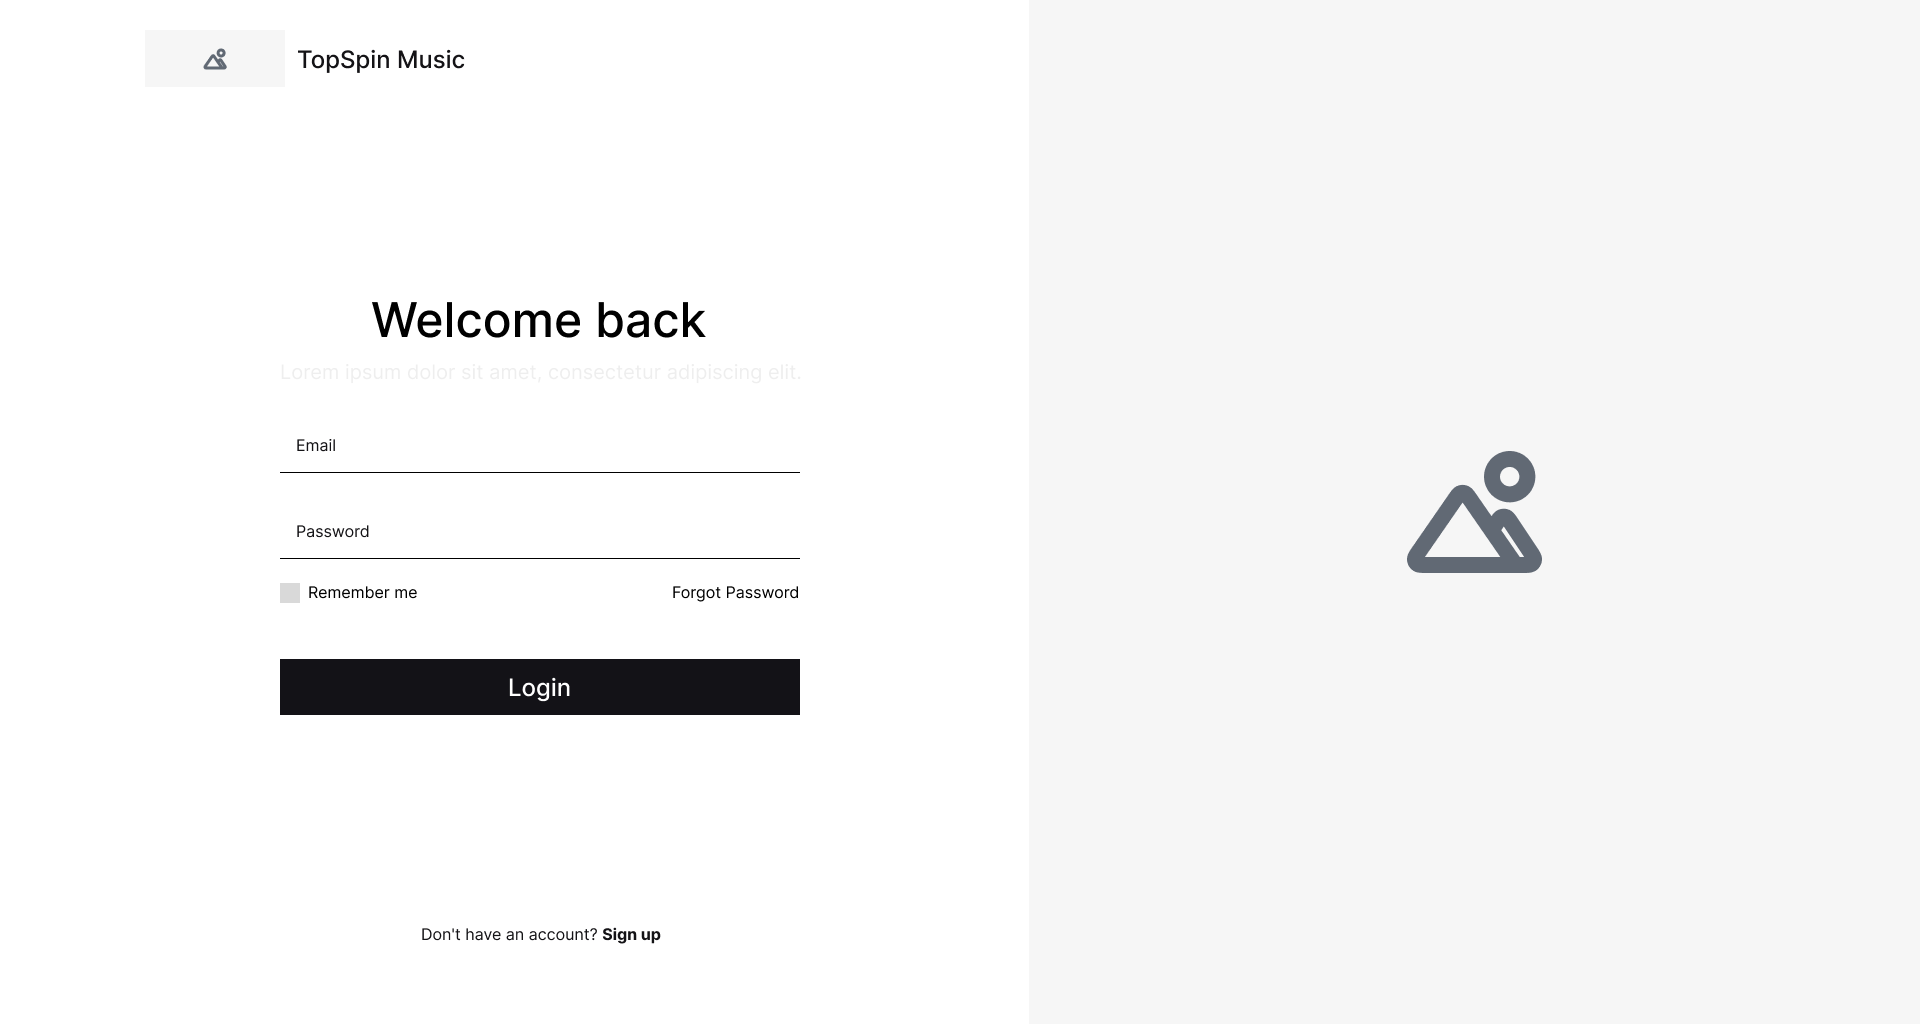 TopSpin Music
Welcome back
Lorem ipsum dolor sit amet, consectetur adipiscing elit.
Email
Password
Remember me
Forgot Password
Login
Don't have an account? Sign up